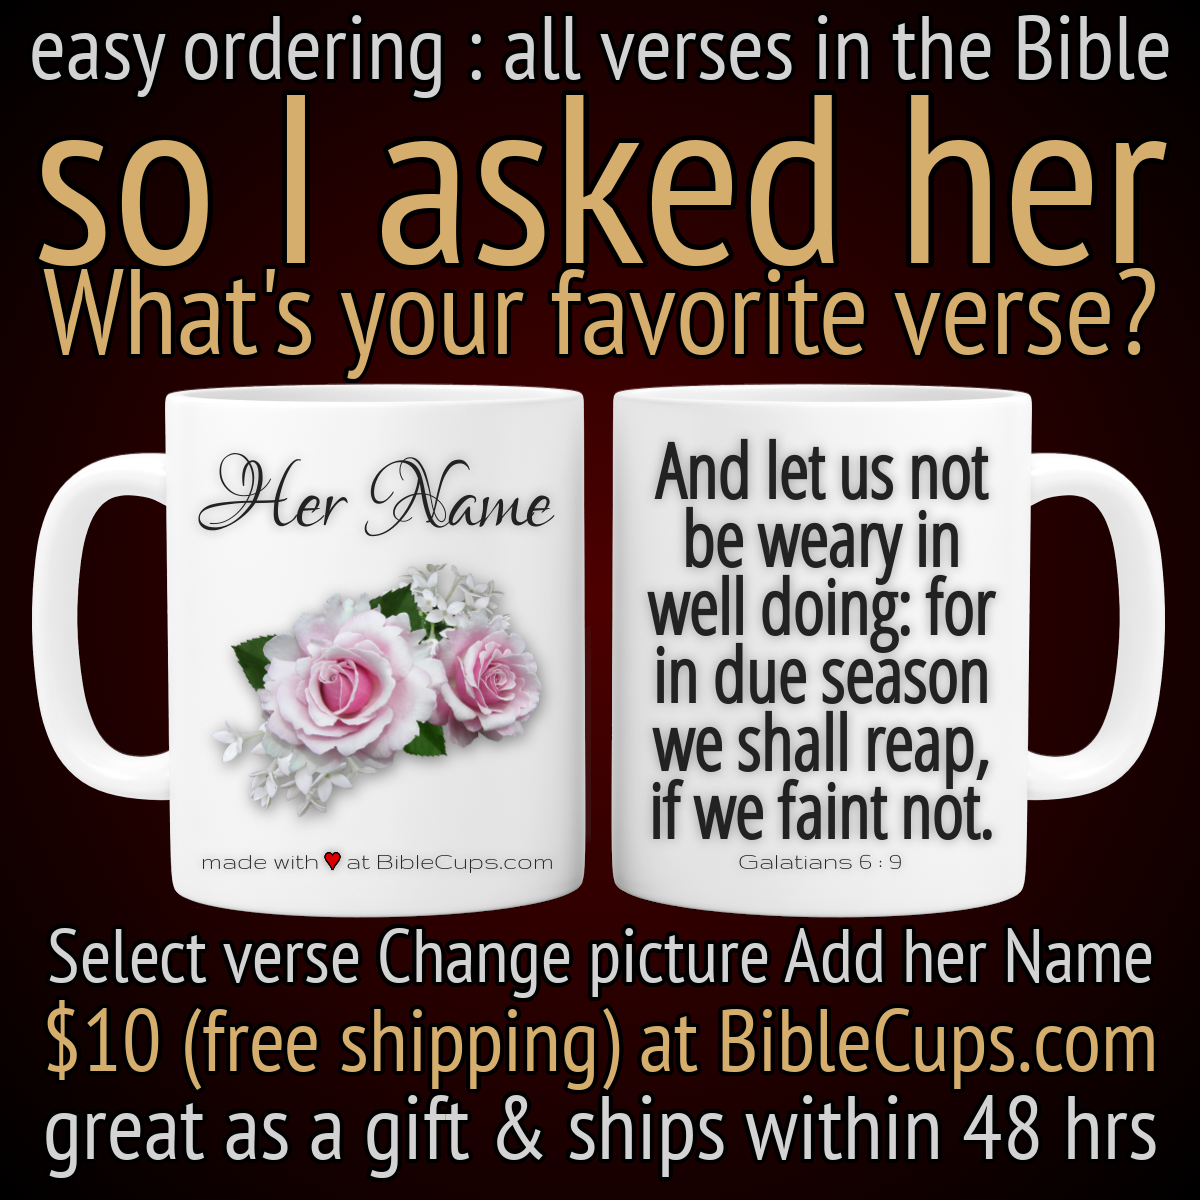 easy ordering : all verses in the Bible
so I asked her
What's your favorite verse?
Her Name
made with at BibleCups.com
And let us not
be weary in
well doing: for
in due season
we shall reap,
if we faint not.
Galatians 6 : 9
Select verse Change picture Add her Name
$10 (free shipping) at BibleCups.com
great as a gift & ships within 48 hrs